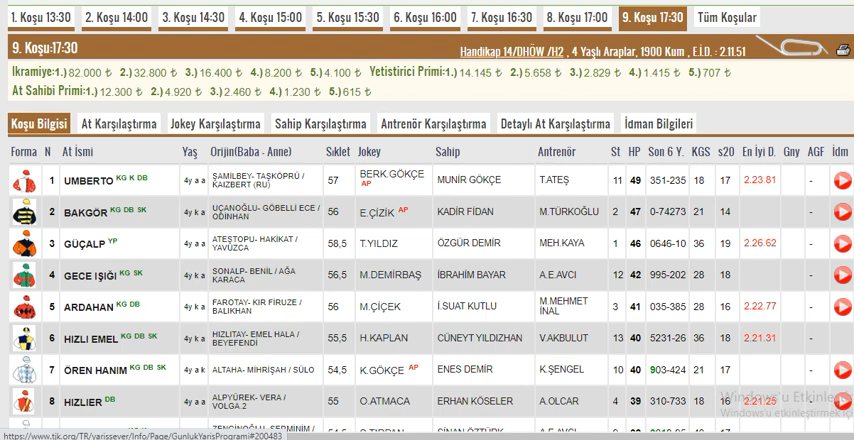 1. Koşu 13:30 2. Koşu 14:00 3. Koşu 14:30 4. Koşu 15:00 5. Koşu 15:30 6. Koşu 16:00 7. Koşu 16:30 8. Koşu 17:00 9. Koşu 17:30 Tüm Koşular
9. Koşu:17:30 Handikap 14/DHÖW /H2 , 4 Yaşlı Araplar, 1900 Kum , E.İ.D. : 2.11.51
Ikramiye:1.) 82.000 ₺ 2.) 32.800 ₺ 3.) 16.400 ₺ 4.) 8.200 ₺ 5.) 4.100 ₺ Yetistirici Primi:1.) 14.145 ₺ 2.) 5.658 ₺ 3.) 2.829 ₺ 4.) 1.415 ₺ 5.) 707 ₺
At Sahibi Primi:1.) 12.300 ₺ 2.) 4.920 ₺ 3.) 2.460 ₺ 4.) 1.230 ₺ 5.) 615 ₺
Koşu Bilgisi At Karşılaştırma Jokey Karşılaştırma Sahip Karşılaştırma Antrenör Karşılaştırma Detaylı At Karşılaştırma İdman Bilgileri
Forma N At İsmi Yaş Orijin(Baba - Anne) Sıklet Jokey Sahip Antrenör St HP Son 6 Y. KGS s20 En İyi D. Gny AGF İdm
1 UMBERTO KG K DB 4y a a ŞAMİLBEY- TAŞKÖPRÜ / KAIZBERT (RU) 57 BERK.GÖKÇE AP MUNİR GÖKÇE T.ATEŞ 11 49 351-235 18 17 2.23.81 -
2 BAKGÖR KG DB SK 4y k a UÇANOĞLU- GÖBELLİ ECE / ODİNHAN 56 E.ÇİZİK AP KADİR FİDAN M.TÜRKOĞLU 2 47 0-74273 21 14 -
3 GÜÇALP YP 4y a a ATEŞTOPU- HAKİKAT / YAVUZCA 58,5 T.YILDIZ ÖZGÜR DEMİR MEH.KAYA 1 46 0646-10 36 19 2.26.62 -
4 GECE IŞIĞI KG SK 4y k a SONALP- BENİL / AĞA KARACA 56,5 M.DEMİRBAŞ İBRAHİM BAYAR A.E.AVCI 12 42 995-202 28 18 -
5 ARDAHAN KG DB 4y a a FAROTAY- KIR FİRUZE / BALIKHAN 56 M.ÇİÇEK İ.SUAT KUTLU M.MEHMET İNAL 3 41 035-385 28 16 2.22.77 -
6 HIZLI EMEL KG DB SK 4y k a HIZLITAY- EMEL HALA / BEYEFENDİ 55,5 H.KAPLAN CÜNEYT YILDIZHAN V.AKBULUT 13 40 5231-26 36 18 2.21.31 -
7 ÖREN HANIM KG DB SK 4y a k ALTAHA- MİHRİŞAH / SÜLO 54,5 K.GÖKÇE AP ENES DEMİR K.ŞENGEL 10 40 903-424 21 17 -
8 HIZLIER DB 4y a a ALPYÜREK- VERA / VOLGA.2 55 O.ATMACA ERHAN KÖSELER A.OLCAR 4 39 310-733 18 16 2.21.25 -
Windows'u Etkinleştir
Windows'u etkinleştirmek iç
https://www.tjk.org/TR/yarissever/Info/Page/GunlukYarisProgrami#200483